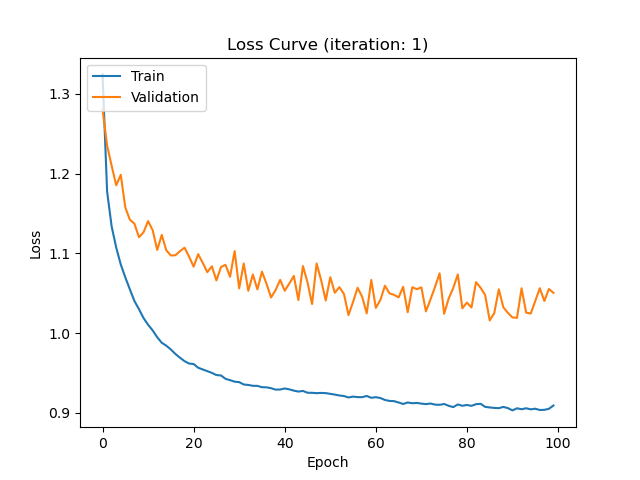 Loss Curve (iteration: 1)
Train
Validation
1.3
1.2
1.1
1.0
0.9
Loss
0
20
40
60
80
100
Epoch